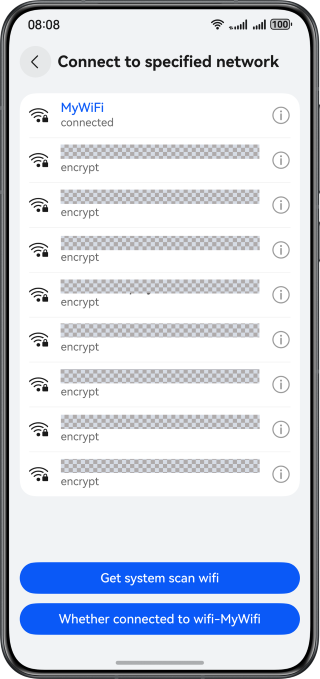 08:08
100
Connect to specified network
MyWiFi
connected
encrypt
encrypt
encrypt
encrypt
encrypt
encrypt
encrypt
encrypt
Get system scan wifi
Whether connected to wifi-MyWifi